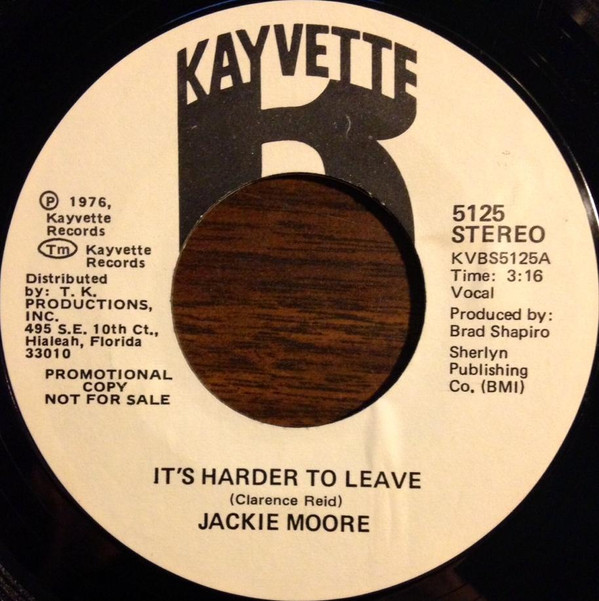 KAYVETTE
Ⓟ 1976,
Kayvette
Records
Tm Kayvette
Records
Distributed
by: T. K.
PRODUCTIONS,
INC.
495 S.E. 10th Ct.,
Hialeah, Florida
33010
PROMOTIONAL
COPY
NOT FOR SALE
5125
STEREO
KVBS5125A
Time: 3:16
Vocal
Produced by:
Brad Shapiro
Sherlyn
Publishing
Co. (BMI)
IT'S HARDER TO LEAVE
(Clarence Reid)
JACKIE MOORE